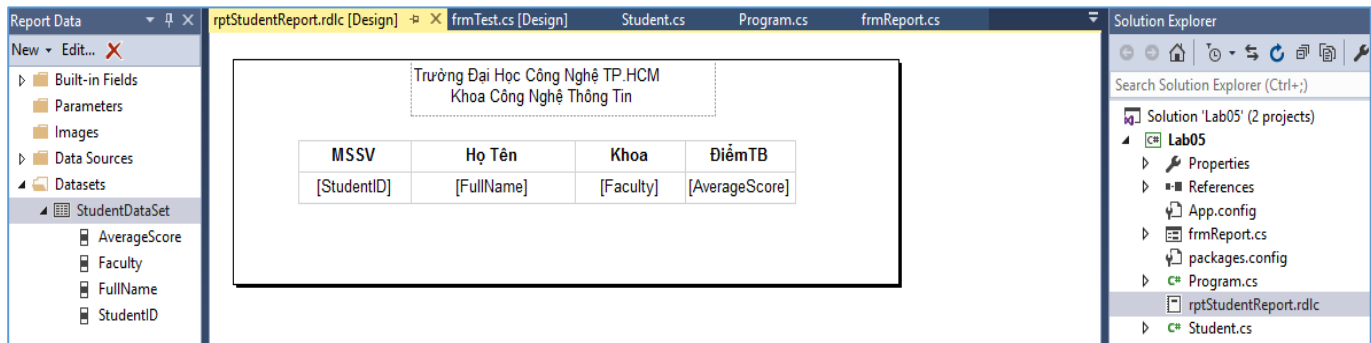 Report Data
New Edit...
Built-in Fields
Parameters
Images
Data Sources
Datasets
StudentDataSet
AverageScore
Faculty
FullName
StudentID
rptStudentReport.rdlc [Design] frmTest.cs [Design] Student.cs Program.cs frmReport.cs
Trường Đại Học Công Nghệ TP.HCM
Khoa Công Nghệ Thông Tin
MSSV Họ Tên Khoa ĐiểmTB
[StudentID] [FullName] [Faculty] [AverageScore]
Solution Explorer
Search Solution Explorer (Ctrl+;)
Solution 'Lab05' (2 projects)
C# Lab05
Properties
References
App.config
frmReport.cs
packages.config
C# Program.cs
rptStudentReport.rdlc
C# Student.cs